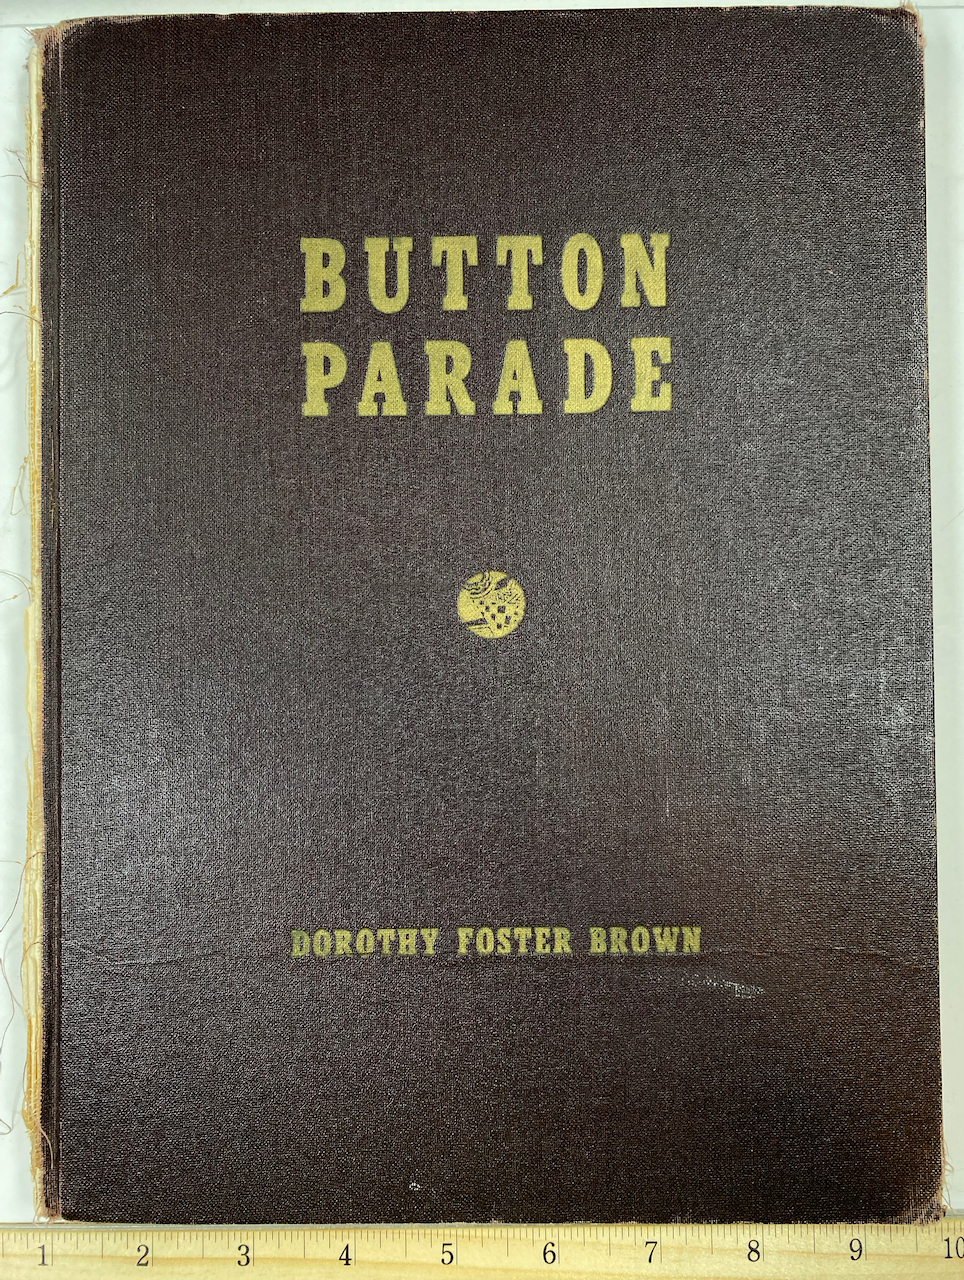 BUTTON
PARADE
DOROTHY FOSTER BROWN
1 2 3 4 5 6 7 8 9 10